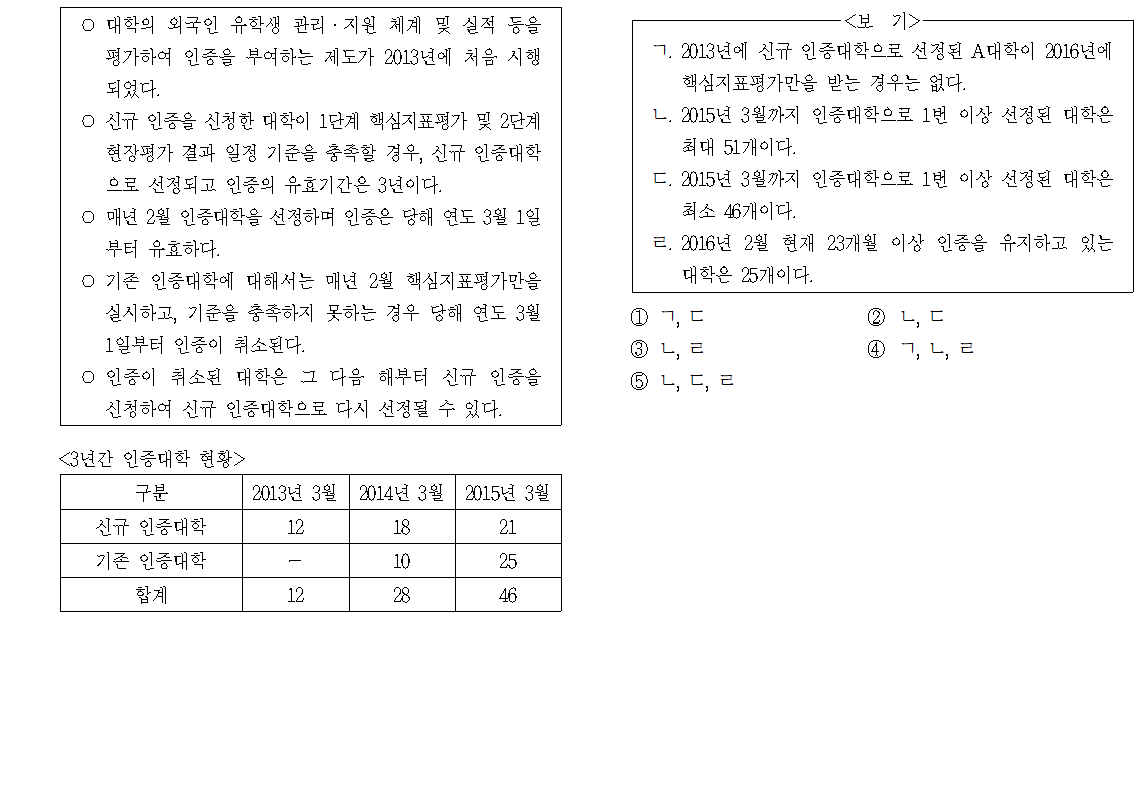 ○ 대학의 외국인 유학생 관리·지원 체계 및 실적 등을
평가하여 인증을 부여하는 제도가 2013년에 처음 시행
되었다.
○ 신규 인증을 신청한 대학이 1단계 핵심지표평가 및 2단계
현장평가 결과 일정 기준을 충족할 경우, 신규 인증대학
으로 선정되고 인증의 유효기간은 3년이다.
○ 매년 2월 인증대학을 선정하며 인증은 당해 연도 3월 1일
부터 유효하다.
○ 기존 인증대학에 대해서는 매년 2월 핵심지표평가만을
실시하고, 기준을 충족하지 못하는 경우 당해 연도 3월
1일부터 인증이 취소된다.
○ 인증이 취소된 대학은 그 다음 해부터 신규 인증을
신청하여 신규 인증대학으로 다시 선정될 수 있다.
<3년간 인증대학 현황>
구분 2013년 3월 2014년 3월 2015년 3월
신규 인증대학 12 18 21
기존 인증대학 － 10 25
합계 12 28 46
<보 기>
ㄱ. 2013년에 신규 인증대학으로 선정된 A대학이 2016년에
핵심지표평가만을 받는 경우는 없다.
ㄴ. 2015년 3월까지 인증대학으로 1번 이상 선정된 대학은
최대 51개이다.
ㄷ. 2015년 3월까지 인증대학으로 1번 이상 선정된 대학은
최소 46개이다.
ㄹ. 2016년 2월 현재 23개월 이상 인증을 유지하고 있는
대학은 25개이다.
① ㄱ, ㄷ ② ㄴ, ㄷ
③ ㄴ, ㄹ ④ ㄱ, ㄴ, ㄹ
⑤ ㄴ, ㄷ, ㄹ